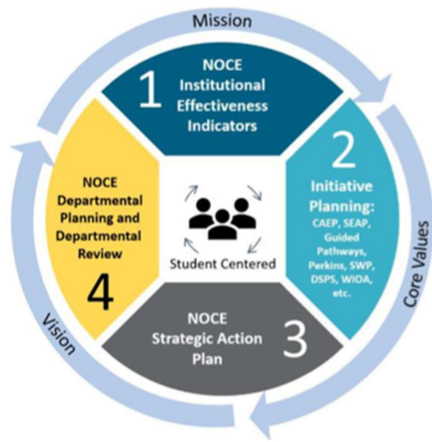 Mission
1
NOCE
Institutional
Effectiveness
Indicators
2
Initiative
Planning:
CAEP, SEAP,
Guided
Pathways,
Perkins, SWP,
DSPS, WIOA,
etc.
Core Values
NOCE
Strategic Action
Plan
3
NOCE
Departmental
Planning and
Departmental
Review
4
Vision
Student Centered